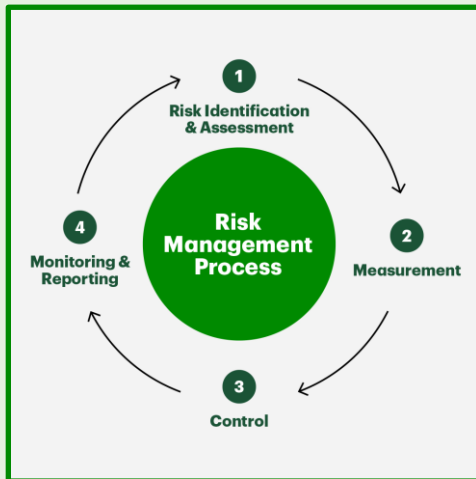 1
Risk Identification
& Assessment
Risk
Management
Process
2
Measurement
3
Control
4
Monitoring &
Reporting